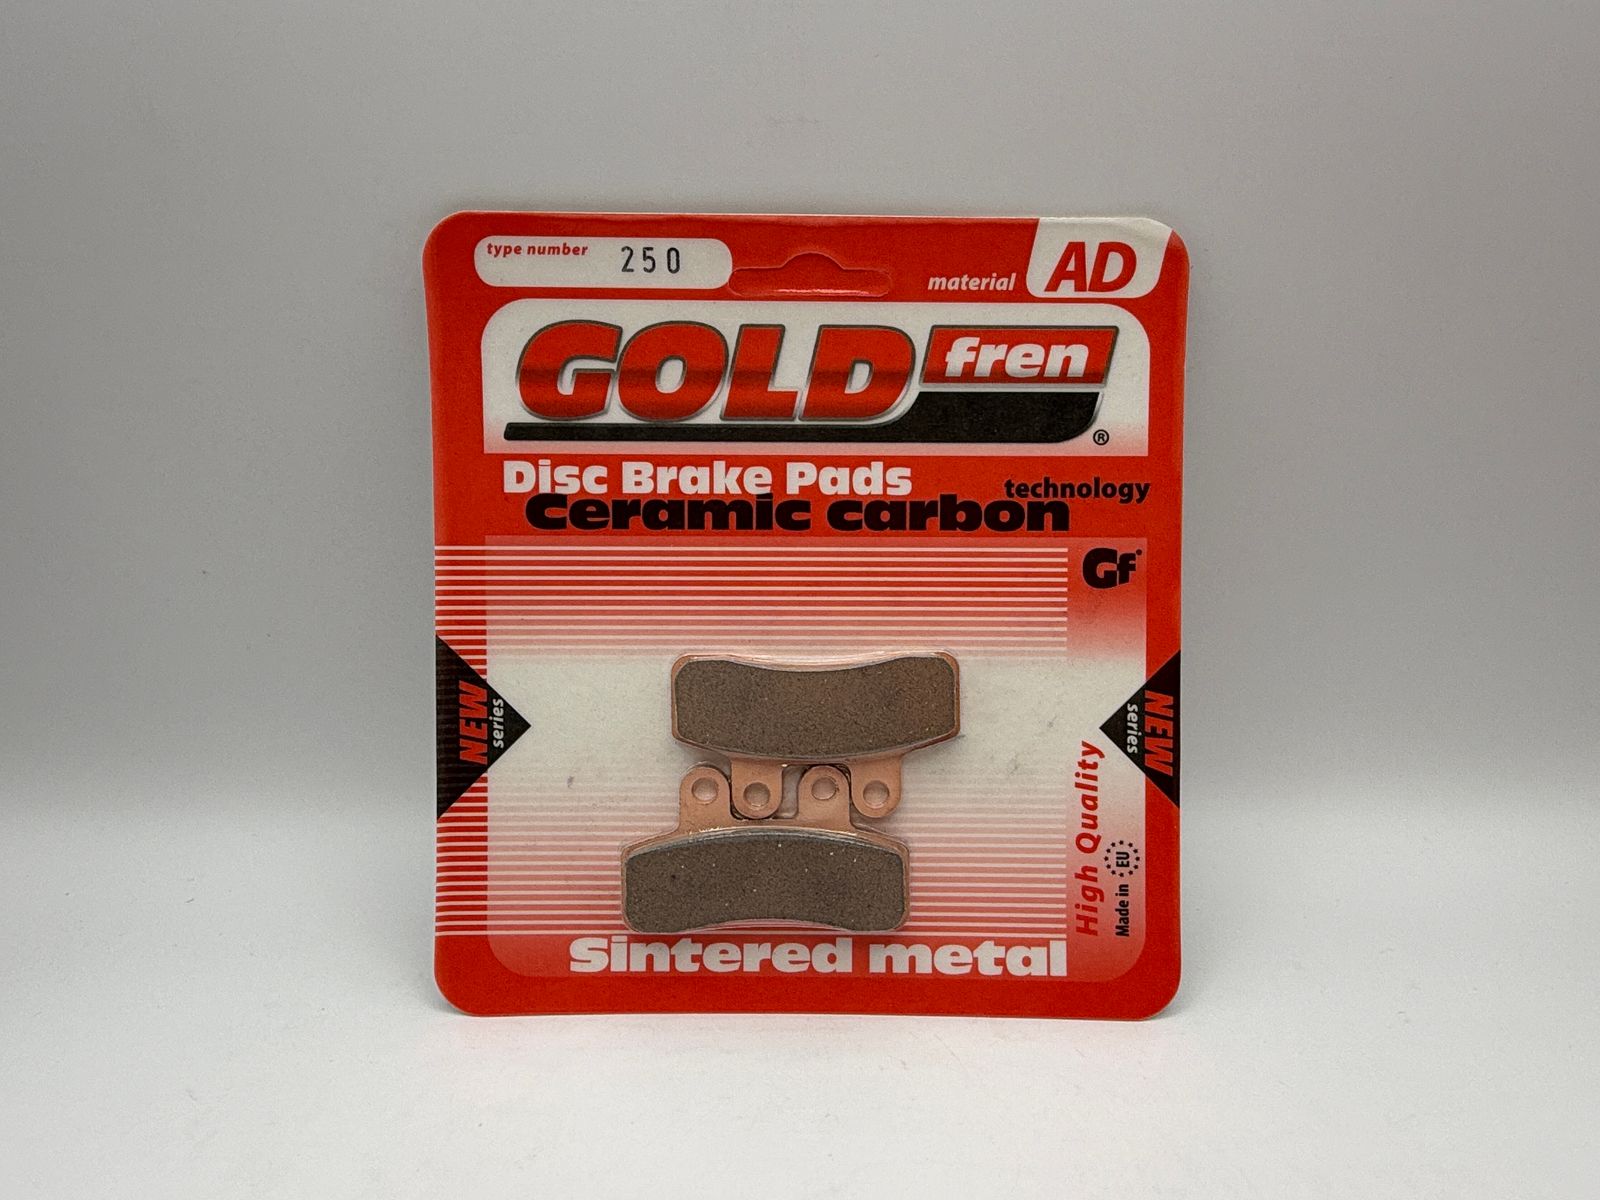 type number 250
material AD
GOLD fren
®
Disc Brake Pads
technology
Ceramic carbon
Gf
NEW
series
NEW
series
High Quality
Made in EU
Sintered metal